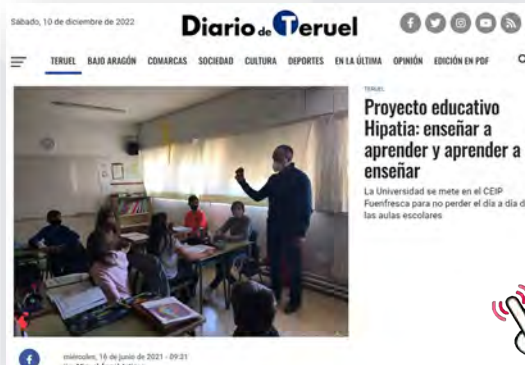 Sábado, 10 de diciembre de 2022
Diario de Teruel
TERUEL BAJO ARAGÓN COMARCAS SOCIEDAD CULTURA DEPORTES EN LA ÚLTIMA OPINIÓN EDICIÓN EN PDF
TERUEL
Proyecto educativo
Hipatia: enseñar a
aprender y aprender a
enseñar
La Universidad se mete en el CEIP
Fuenfresca para no perder el día a día d
las aulas escolares
miércoles, 16 de junio de 2021 - 09:31